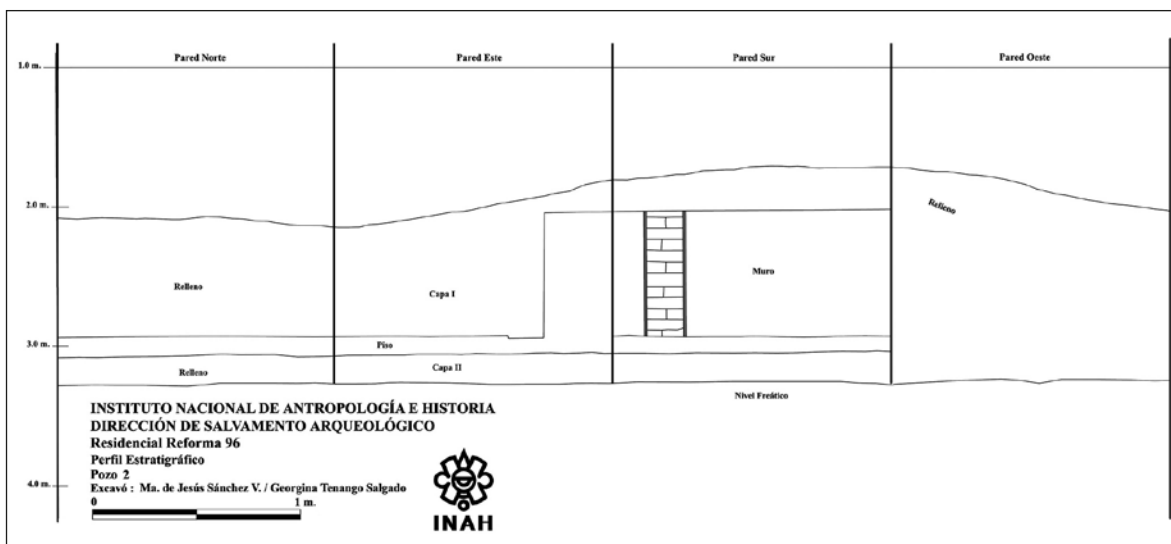 Pared Norte
Pared Este
Pared Sur
Pared Oeste
1.0 m.
2.0 m.
Relleno
Relleno
Capa I
Muro
3.0 m.
Piso
Relleno
Capa II
Nivel Freático
INSTITUTO NACIONAL DE ANTROPOLOGÍA E HISTORIA
DIRECCIÓN DE SALVAMENTO ARQUEOLÓGICO
Residencial Reforma 96
Perfil Estratigráfico
Pozo 2
4.0 m.
Excavó : Ma. de Jesús Sánchez V. / Georgina Tenango Salgado
0 1 m.
INAH